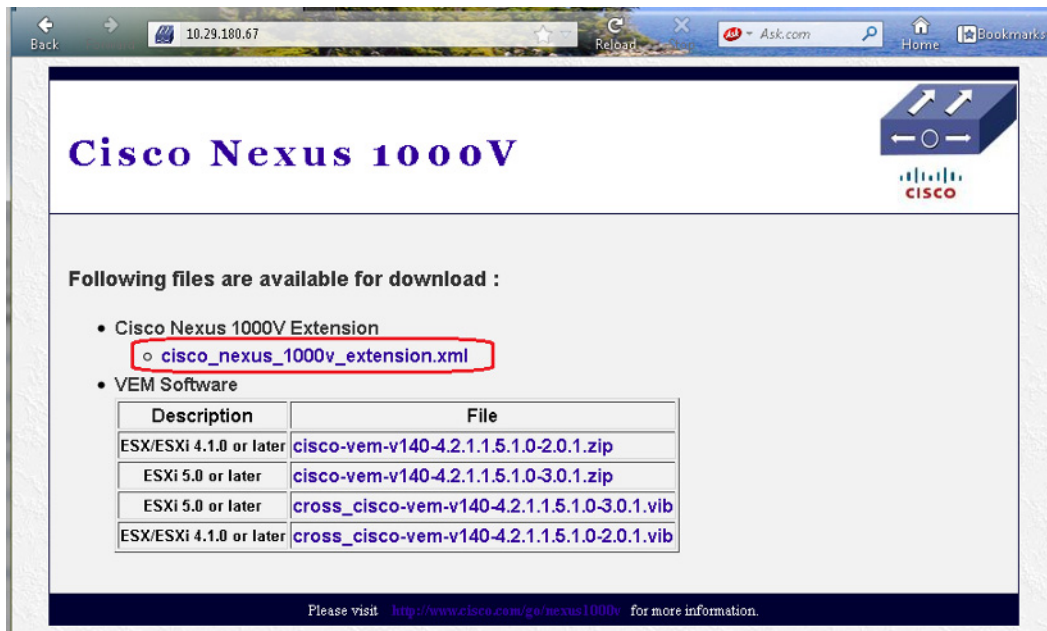 Back
10.29.180.67
Reload
Ask.com
Home
Bookmarks
Cisco Nexus 1000V
CISCO
Following files are available for download :
Cisco Nexus 1000V Extension
cisco_nexus_1000v_extension.xml
VEM Software
Description File
ESX/ESXi 4.1.0 or later cisco-vem-v140-4.2.1.1.5.1.0-2.0.1.zip
ESXi 5.0 or later cisco-vem-v140-4.2.1.1.5.1.0-3.0.1.zip
ESXi 5.0 or later cross_cisco-vem-v140-4.2.1.1.5.1.0-3.0.1.vib
ESX/ESXi 4.1.0 or later cross_cisco-vem-v140-4.2.1.1.5.1.0-2.0.1.vib
Please visit http://www.cisco.com/go/nexus1000v for more information.